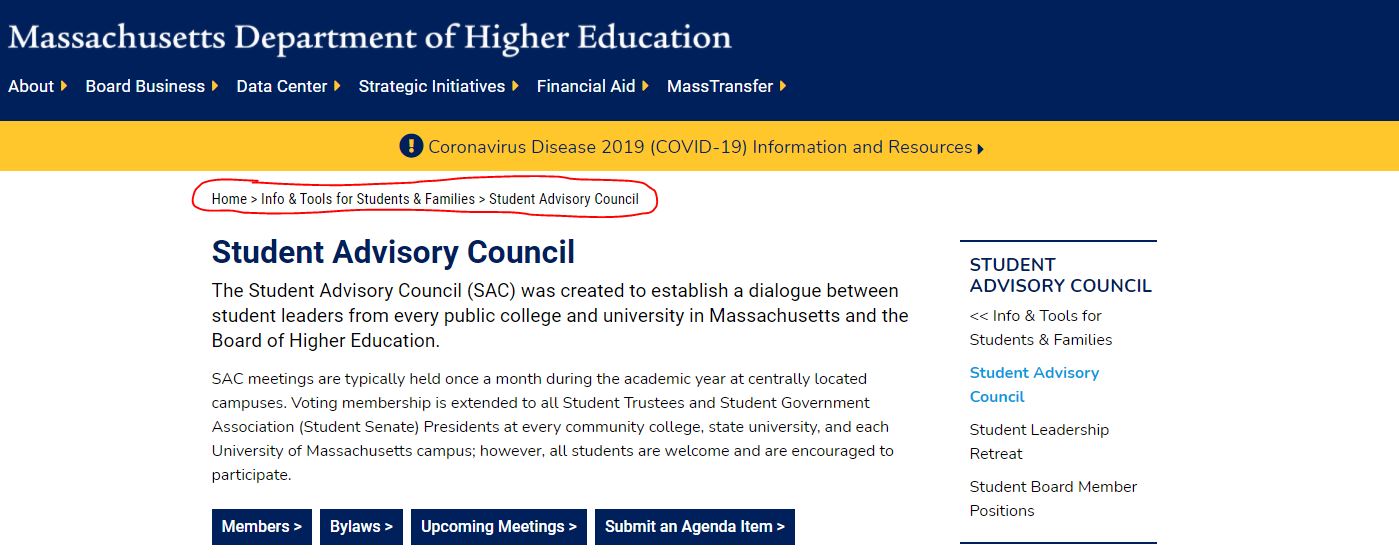 Massachusetts Department of Higher Education
About Board Business Data Center Strategic Initiatives Financial Aid MassTransfer
! Coronavirus Disease 2019 (COVID-19) Information and Resources
Home > Info & Tools for Students & Families > Student Advisory Council
Student Advisory Council
The Student Advisory Council (SAC) was created to establish a dialogue between
student leaders from every public college and university in Massachusetts and the
Board of Higher Education.
SAC meetings are typically held once a month during the academic year at centrally located
campuses. Voting membership is extended to all Student Trustees and Student Government
Association (Student Senate) Presidents at every community college, state university, and each
University of Massachusetts campus; however, all students are welcome and are encouraged to
participate.
Members > Bylaws > Upcoming Meetings > Submit an Agenda Item >
STUDENT
ADVISORY COUNCIL
<< Info & Tools for
Students & Families
Student Advisory
Council
Student Leadership
Retreat
Student Board Member
Positions